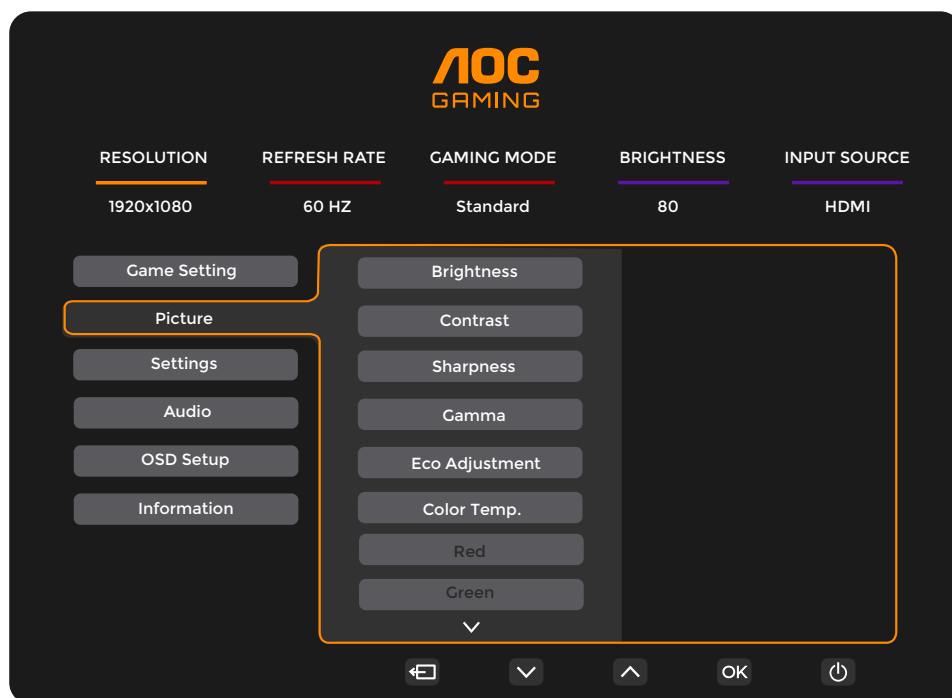 AOC
GAMING
RESOLUTION REFRESH RATE GAMING MODE BRIGHTNESS INPUT SOURCE
1920x1080 60 HZ Standard 80 HDMI
Game Setting
Picture
Settings
Audio
OSD Setup
Information
Brightness
Contrast
Sharpness
Gamma
Eco Adjustment
Color Temp.
Red
Green
OK